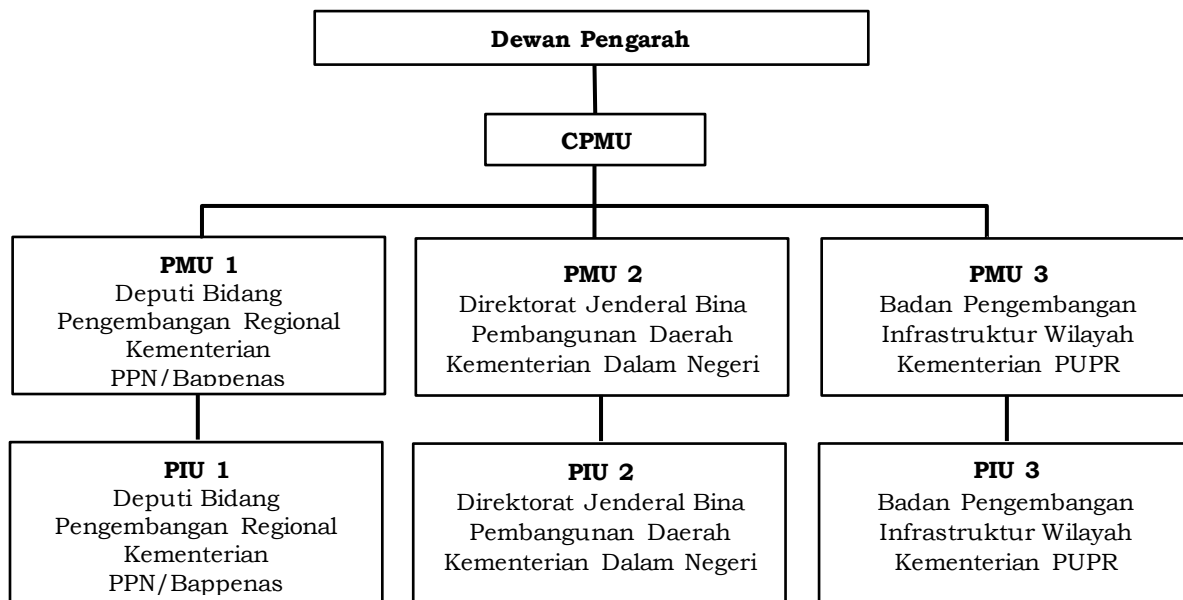 Dewan Pengarah
CPMU
PMU 1
Deputi Bidang
Pengembangan Regional
Kementerian
PPN/Bappenas
PMU 2
Direktorat Jenderal Bina
Pembangunan Daerah
Kementerian Dalam Negeri
PMU 3
Badan Pengembangan
Infrastruktur Wilayah
Kementerian PUPR
PIU 1
Deputi Bidang
Pengembangan Regional
Kementerian
PPN/Bappenas
PIU 2
Direktorat Jenderal Bina
Pembangunan Daerah
Kementerian Dalam Negeri
PIU 3
Badan Pengembangan
Infrastruktur Wilayah
Kementerian PUPR